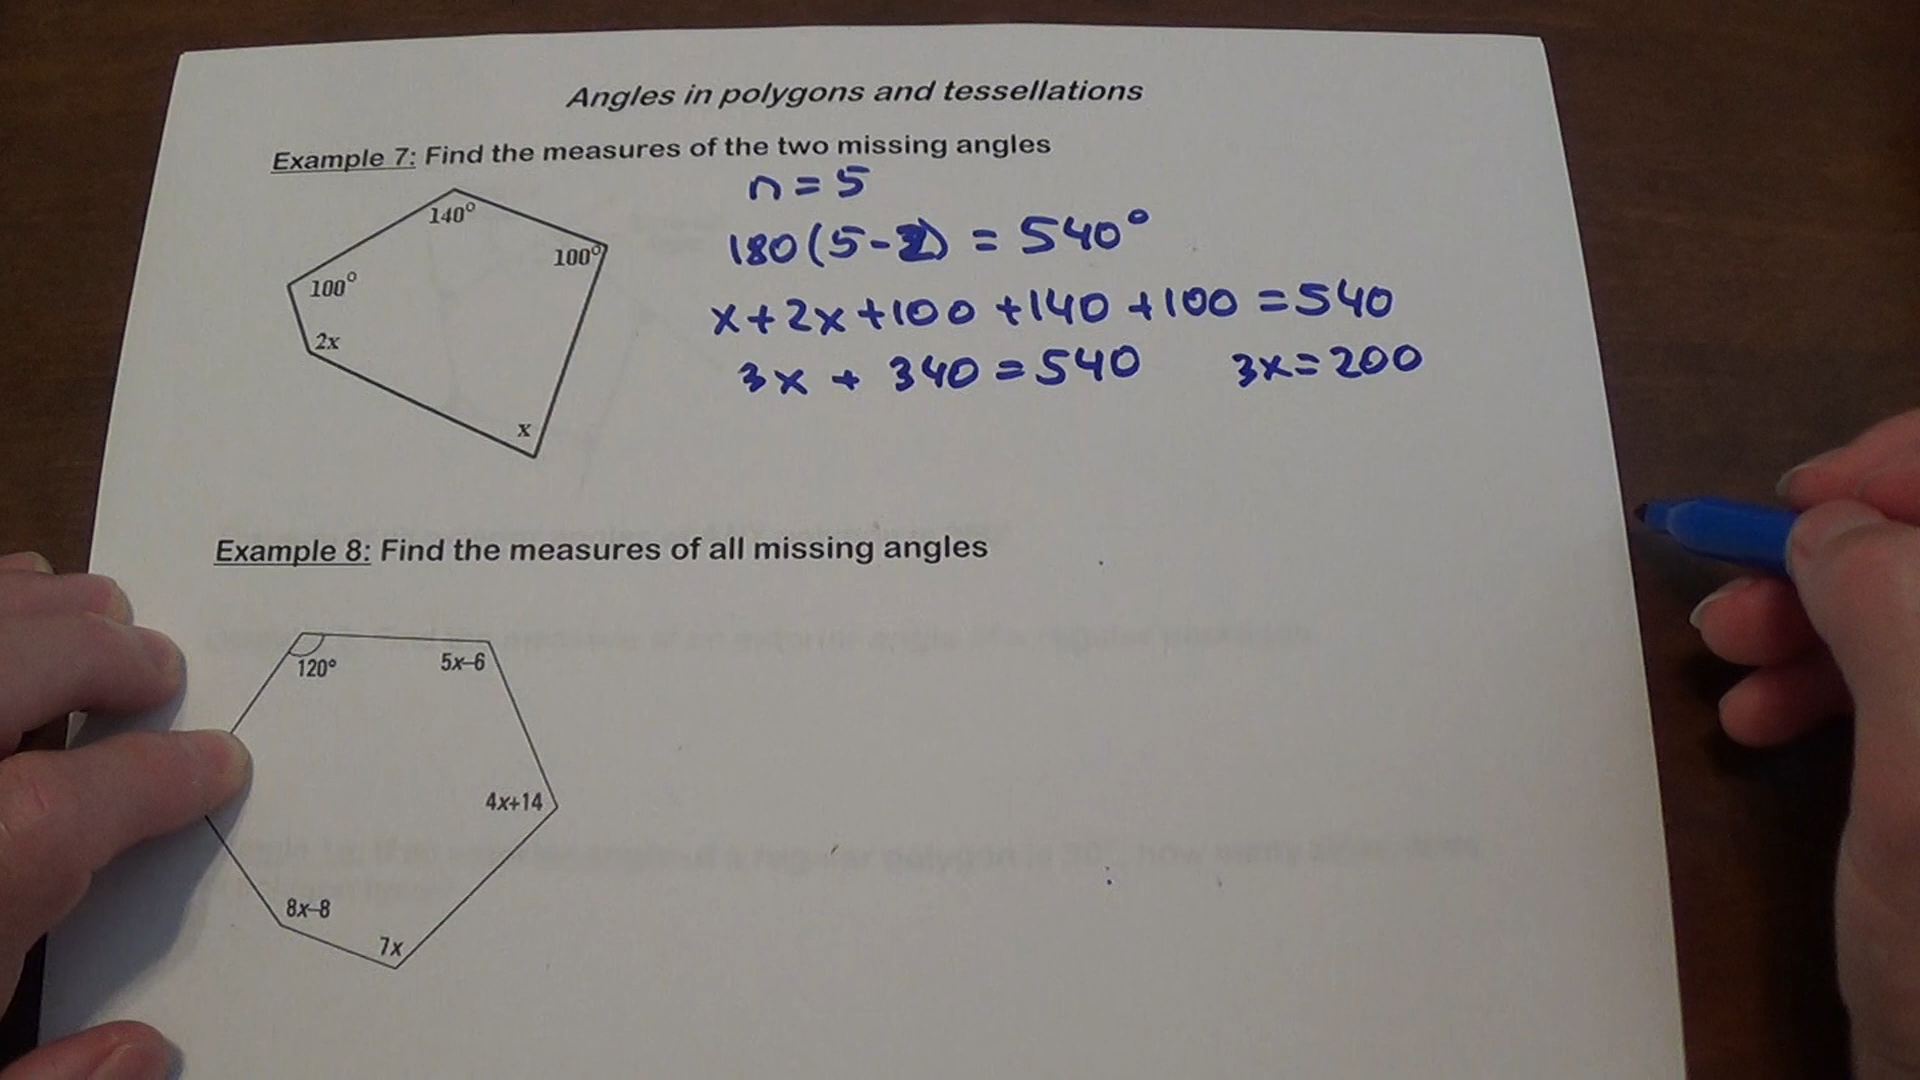 Angles in polygons and tessellations
Example 7: Find the measures of the two missing angles
n = 5
140°
180(5-2) = 540°
100°
100°
x+2x+100 +140 +100 =540
2x
3x + 340 = 540 3x=200
x
Example 8: Find the measures of all missing angles
120°
5x–6
4x+14
8x–8
7x